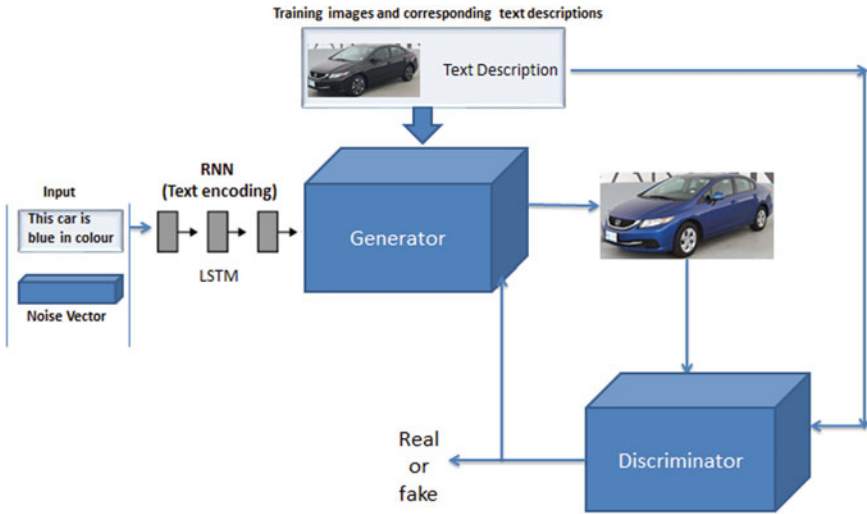 Training images and corresponding text descriptions
Text Description
RNN
(Text encoding)
Input
This car is
blue in colour
Generator
LSTM
Noise Vector
Real
or
fake
Discriminator